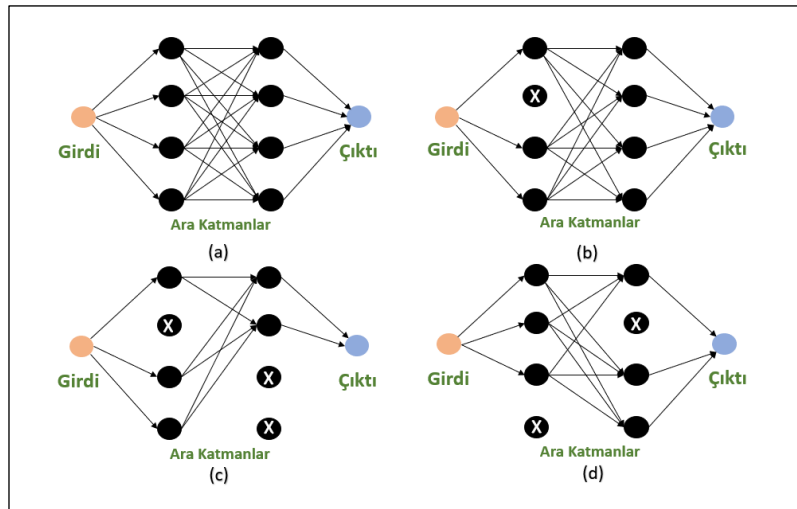 Girdi
Çıktı
Ara Katmanlar
(a)
X
Girdi
Çıktı
Ara Katmanlar
(b)
X
X
X
Girdi
Çıktı
Ara Katmanlar
(c)
X
X
Girdi
Çıktı
Ara Katmanlar
(d)